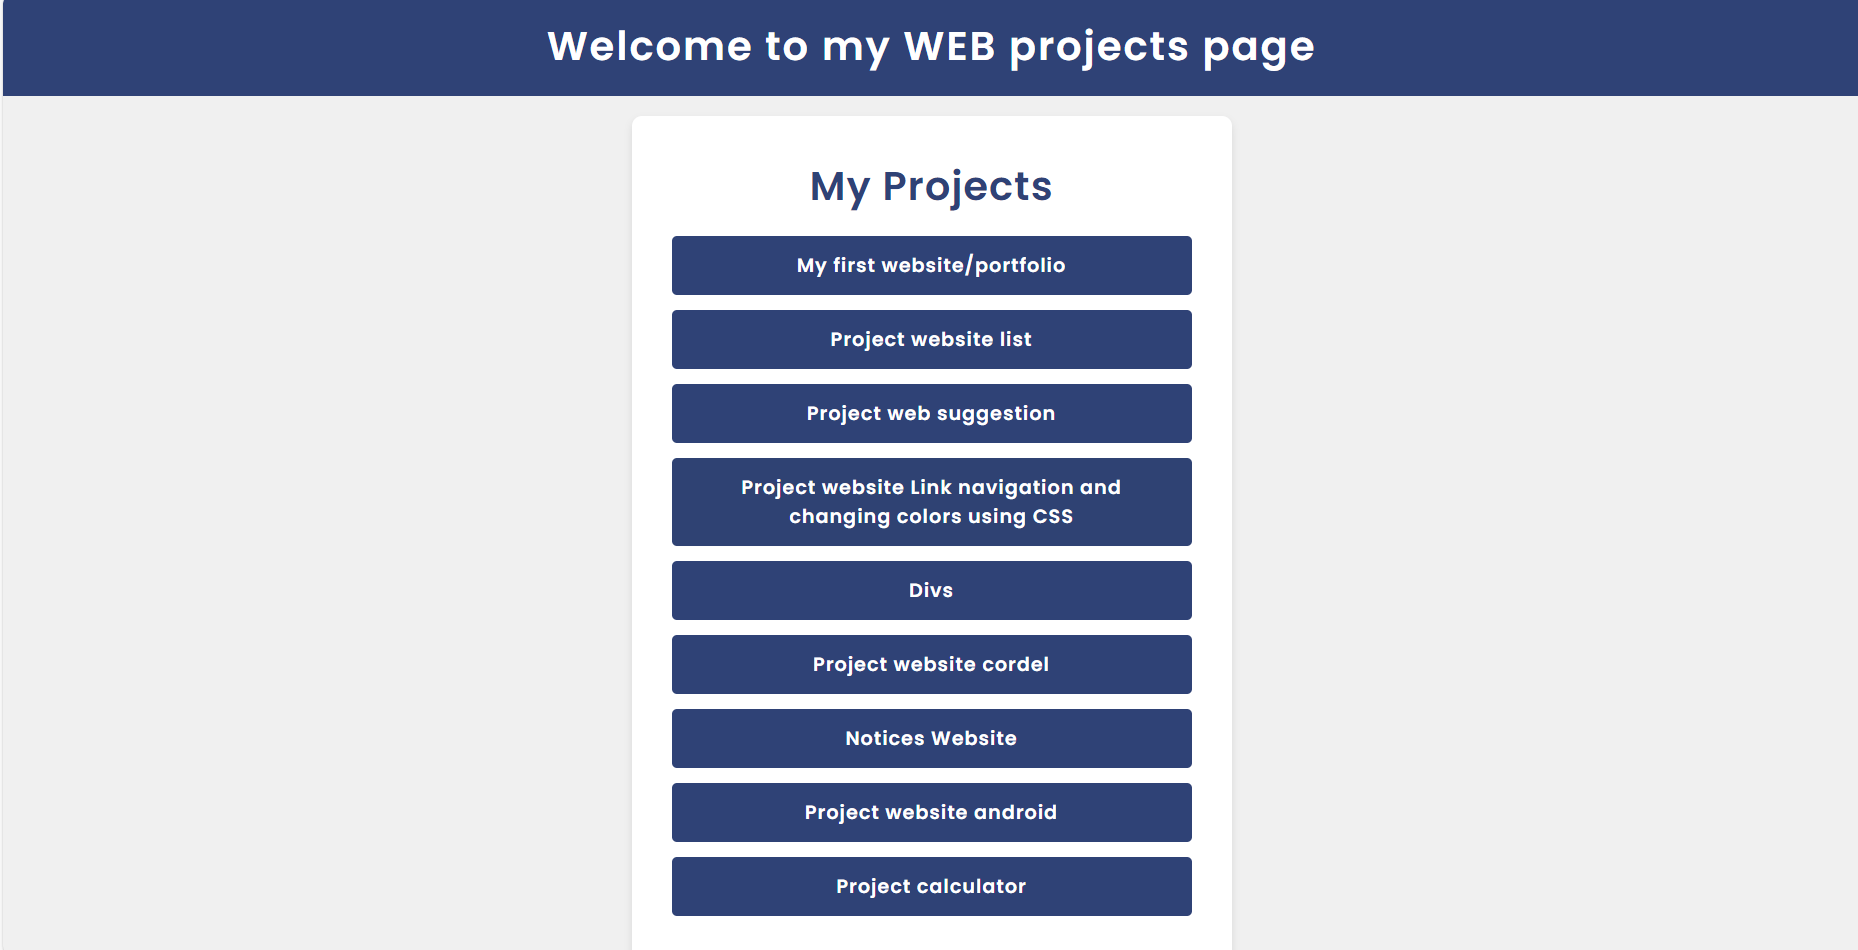 Welcome to my WEB projects page
My Projects
My first website/portfolio
Project website list
Project web suggestion
Project website Link navigation and
changing colors using CSS
Divs
Project website cordel
Notices Website
Project website android
Project calculator